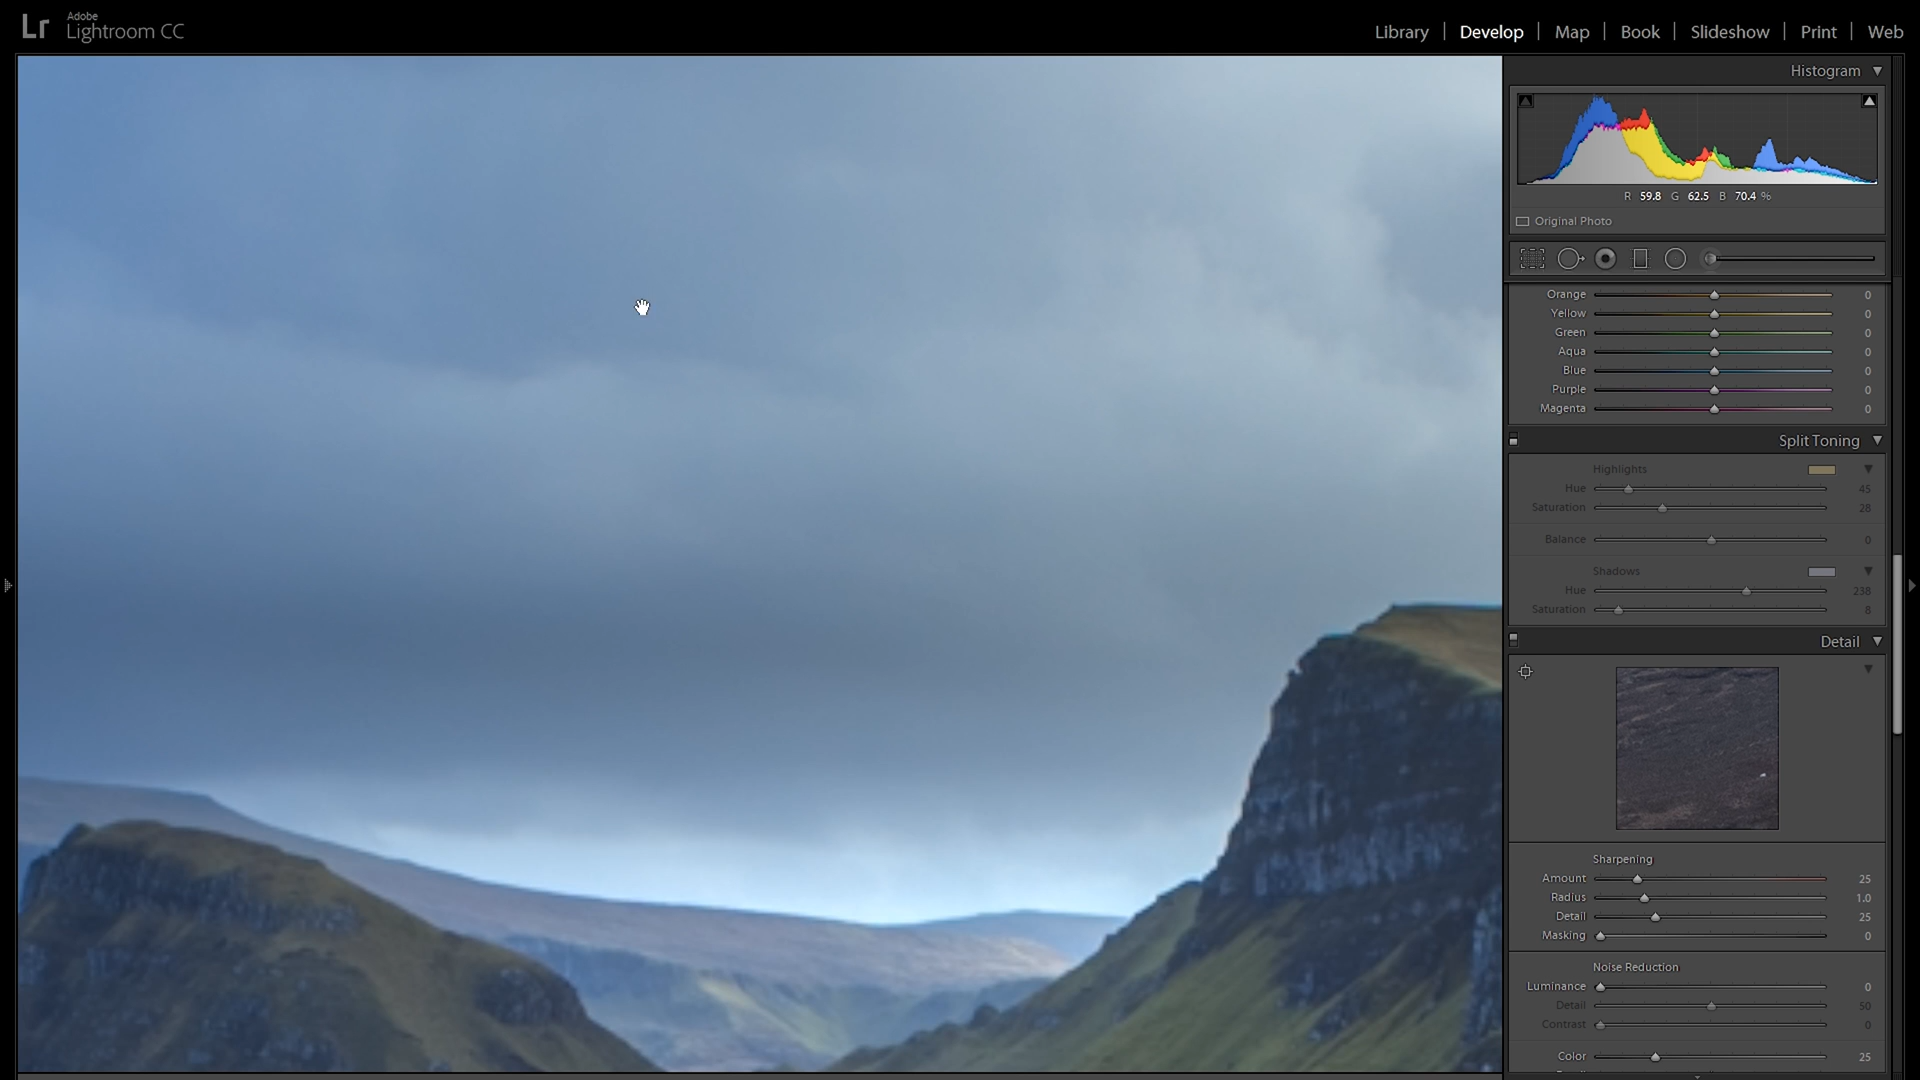 Lr Adobe
Lightroom CC
Library | Develop | Map | Book | Slideshow | Print | Web
Histogram
R 59.8 G 62.5 B 70.4 %
Original Photo
Orange 0
Yellow 0
Green 0
Aqua 0
Blue 0
Purple 0
Magenta 0
Split Toning
Highlights
Hue 45
Saturation 28
Balance 0
Shadows
Hue 238
Saturation 8
Detail
Sharpening
Amount 25
Radius 1.0
Detail 25
Masking 0
Noise Reduction
Luminance 0
Detail 50
Contrast 0
Color 25